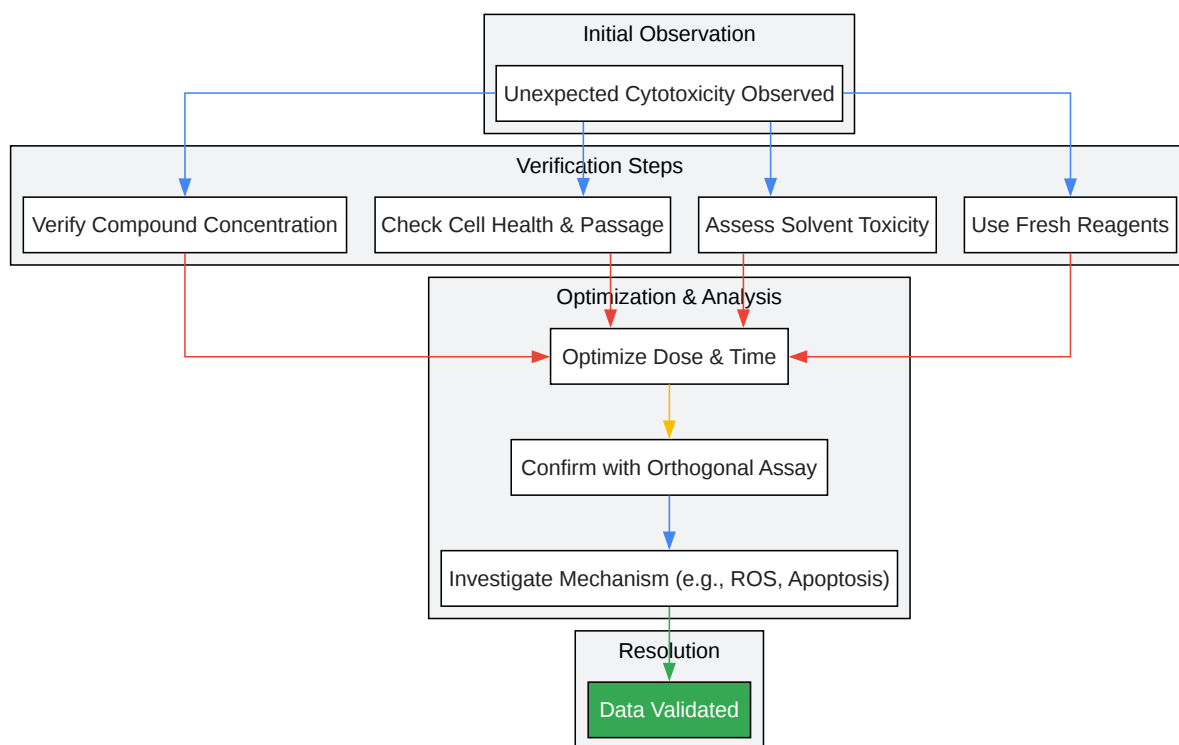 Initial Observation
Unexpected Cytotoxicity Observed
Verification Steps
Verify Compound Concentration
Check Cell Health & Passage
Assess Solvent Toxicity
Use Fresh Reagents
Optimization & Analysis
Optimize Dose & Time
Confirm with Orthogonal Assay
Investigate Mechanism (e.g., ROS, Apoptosis)
Resolution
Data Validated